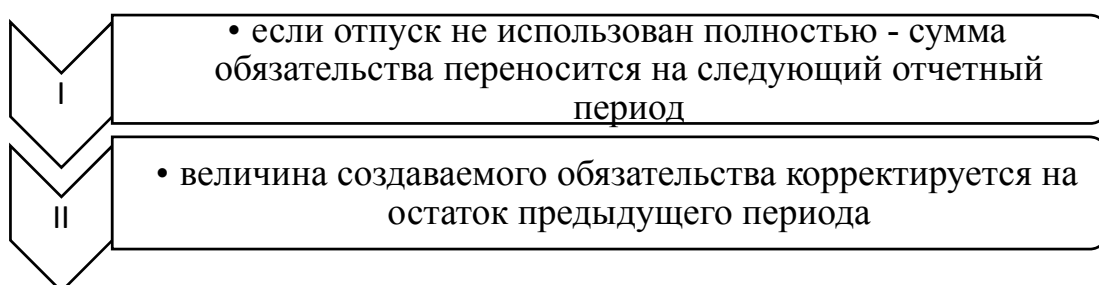 I
• если отпуск не использован полностью - сумма
обязательства переносится на следующий отчетный
период
II
• величина создаваемого обязательства корректируется на
остаток предыдущего периода